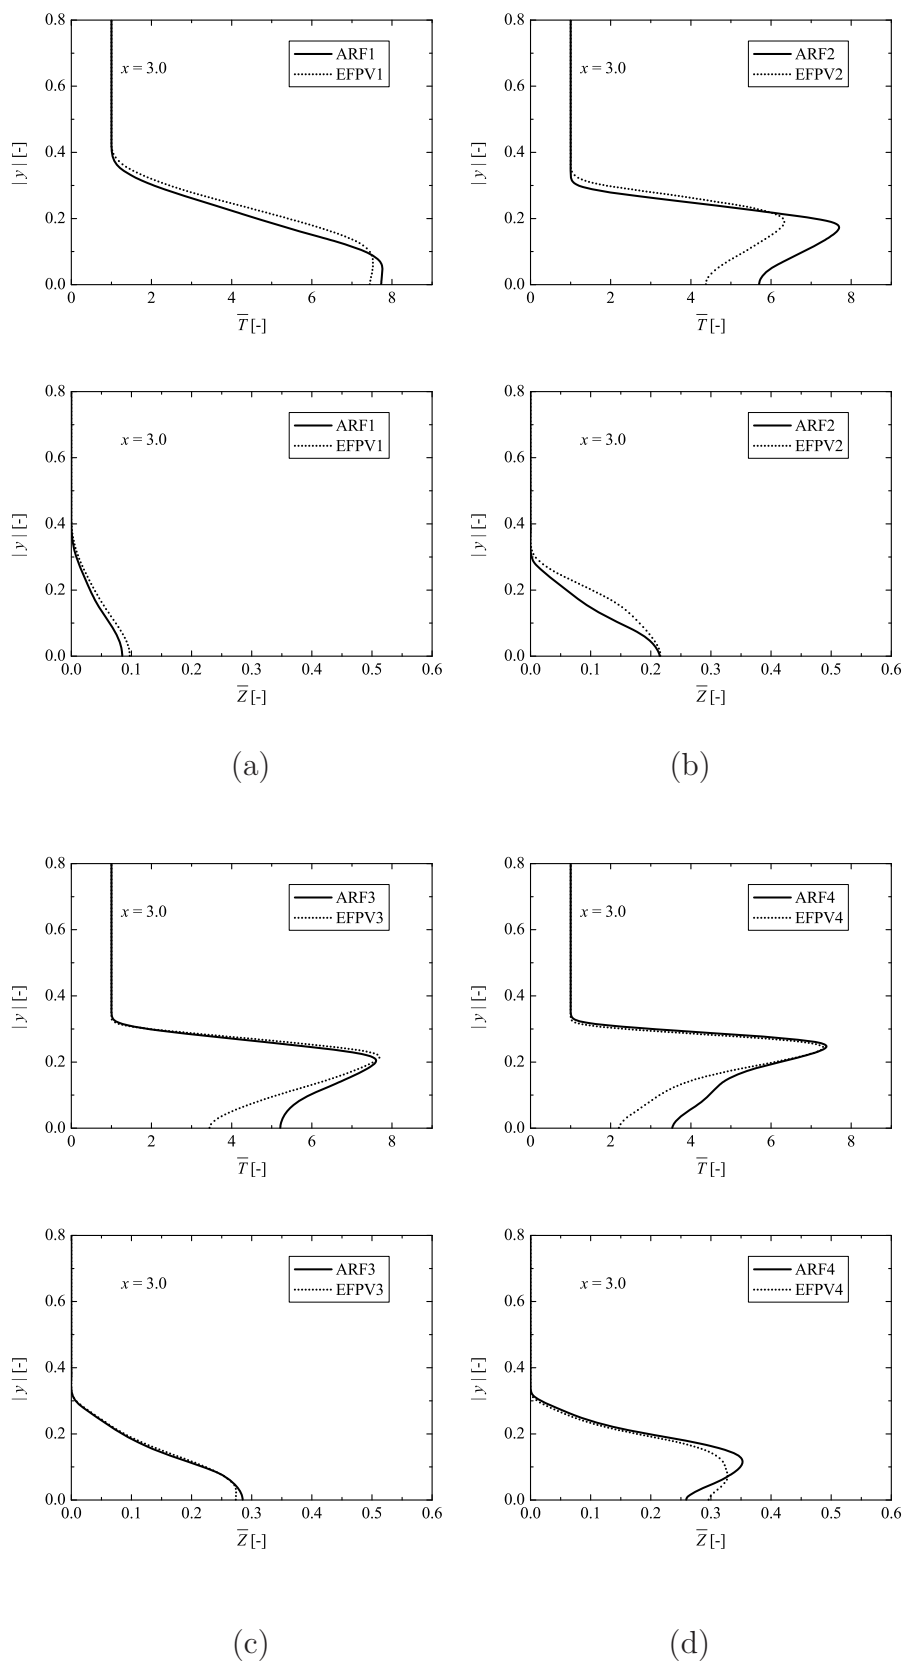 0.8
0.6
0.4
0.2
0.0
| y | [-]
x = 3.0
ARF1
EFPV1
0 2 4 6 8
T [-]
0.8
0.6
0.4
0.2
0.0
| y | [-]
x = 3.0
ARF2
EFPV2
0 2 4 6 8
T [-]
0.8
0.6
0.4
0.2
0.0
| y | [-]
x = 3.0
ARF1
EFPV1
0.0 0.1 0.2 0.3 0.4 0.5 0.6
Z [-]
0.8
0.6
0.4
0.2
0.0
| y | [-]
x = 3.0
ARF2
EFPV2
0.0 0.1 0.2 0.3 0.4 0.5 0.6
Z [-]
(a)
(b)
0.8
0.6
0.4
0.2
0.0
| y | [-]
x = 3.0
ARF3
EFPV3
0 2 4 6 8
T [-]
0.8
0.6
0.4
0.2
0.0
| y | [-]
x = 3.0
ARF4
EFPV4
0 2 4 6 8
T [-]
0.8
0.6
0.4
0.2
0.0
| y | [-]
x = 3.0
ARF3
EFPV3
0.0 0.1 0.2 0.3 0.4 0.5 0.6
Z [-]
0.8
0.6
0.4
0.2
0.0
| y | [-]
x = 3.0
ARF4
EFPV4
0.0 0.1 0.2 0.3 0.4 0.5 0.6
Z [-]
(c)
(d)